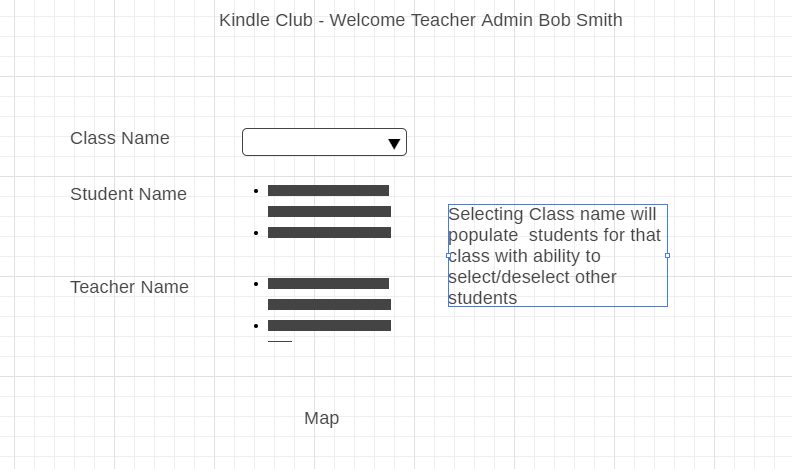 Kindle Club - Welcome Teacher Admin Bob Smith
Class Name
Student Name
Selecting Class name will
populate  students for that
class with ability to
select/deselect other
students
Teacher Name
Map